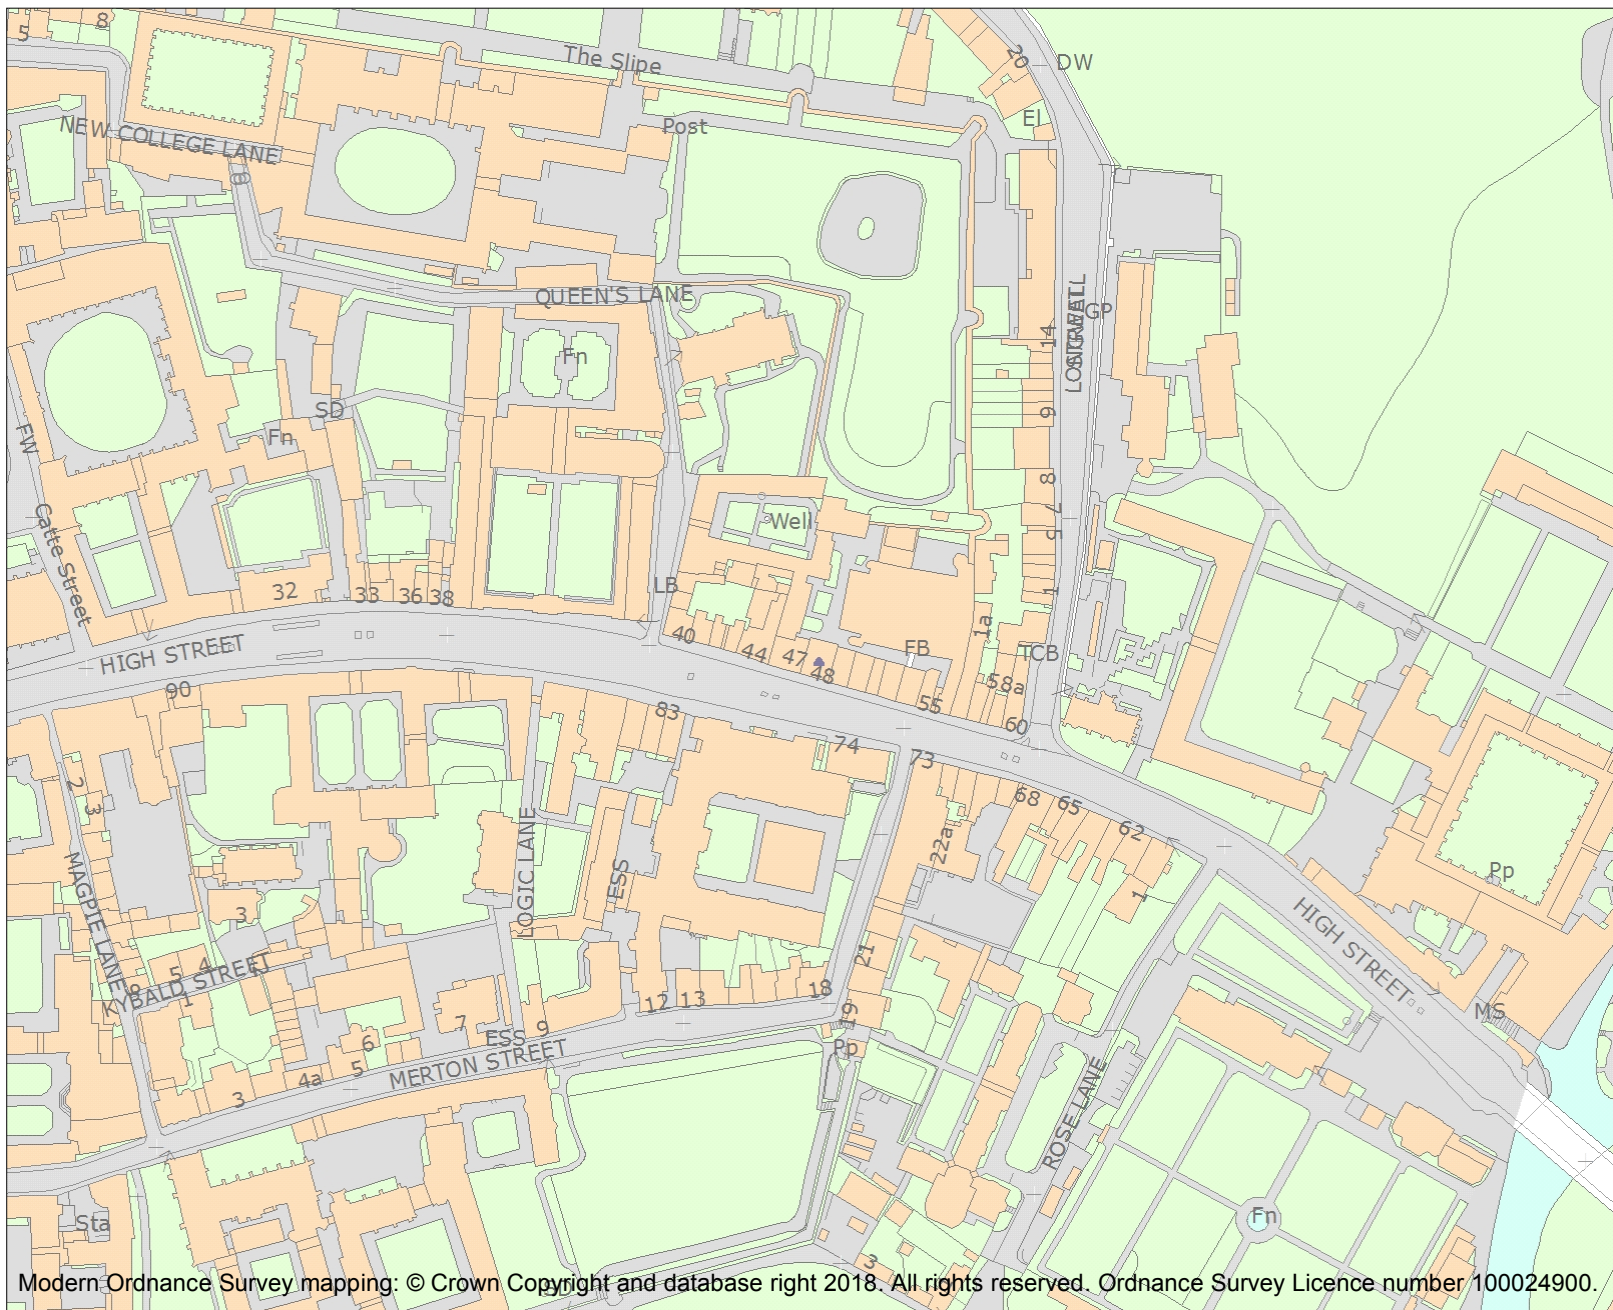 5
8
The Slipe
20
DW
El
Post
NEW COLLEGE LANE
QUEEN'S LANE
GP
14
Fn
SD
9
FW
Fn
8
Catte Street
Well
7
5
LB
32
33
36
38
1
1a
40
44
47
48
FB
TCB
58a
HIGH STREET
90
83
55
60
74
73
2
3
68
65
62
LOGIC LANE
22a
MAGPIE LANE
ESS
Pp
1
3
HIGH STREET
5
4
21
8
KYBALD STREET
1
12
13
18
19
MS
7
ESS
9
6
Pp
MERTON STREET
5
4a
3
ROSE LANE
Sta
Fn
3
SD
Modern Ordnance Survey mapping: © Crown Copyright and database right 2018. All rights reserved. Ordnance Survey Licence number 100024900.